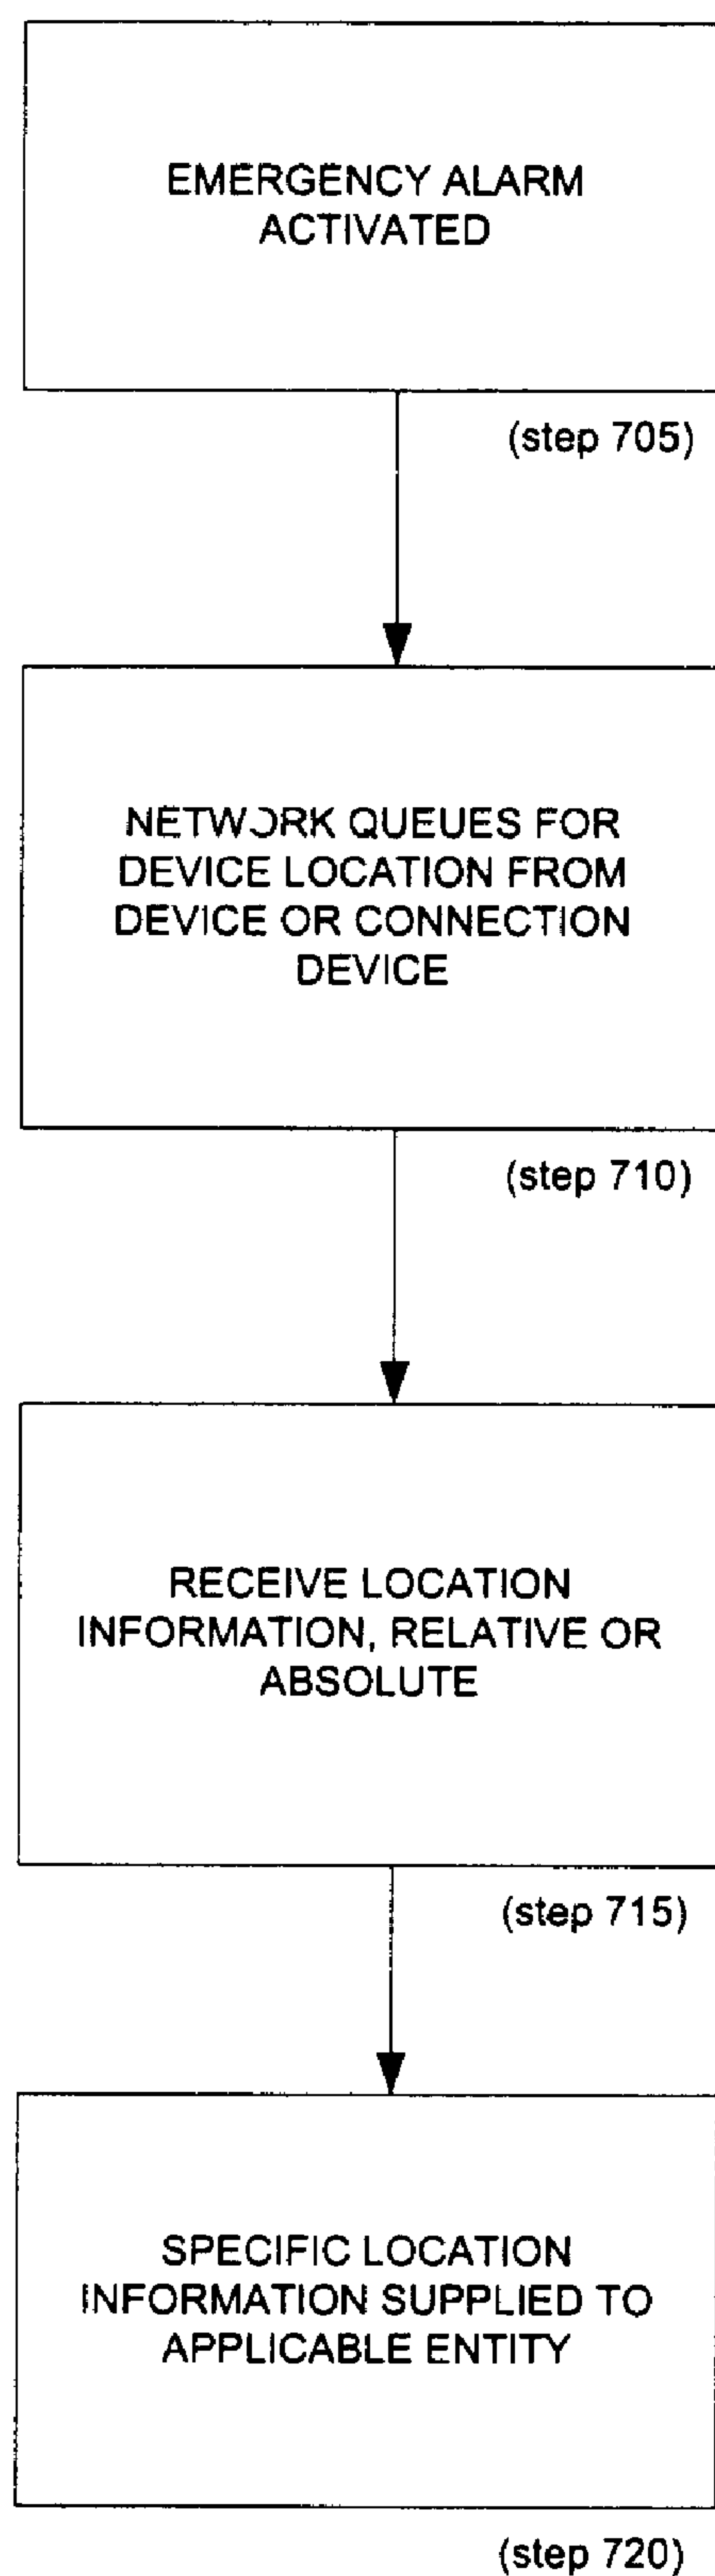 EMERGENCY ALARM
ACTIVATED
(step 705)
NETWORK QUEUES FOR
DEVICE LOCATION FROM
DEVICE OR CONNECTION
DEVICE
(step 710)
RECEIVE LOCATION
INFORMATION, RELATIVE OR
ABSOLUTE
(step 715)
SPECIFIC LOCATION
INFORMATION SUPPLIED TO
APPLICABLE ENTITY
(step 720)